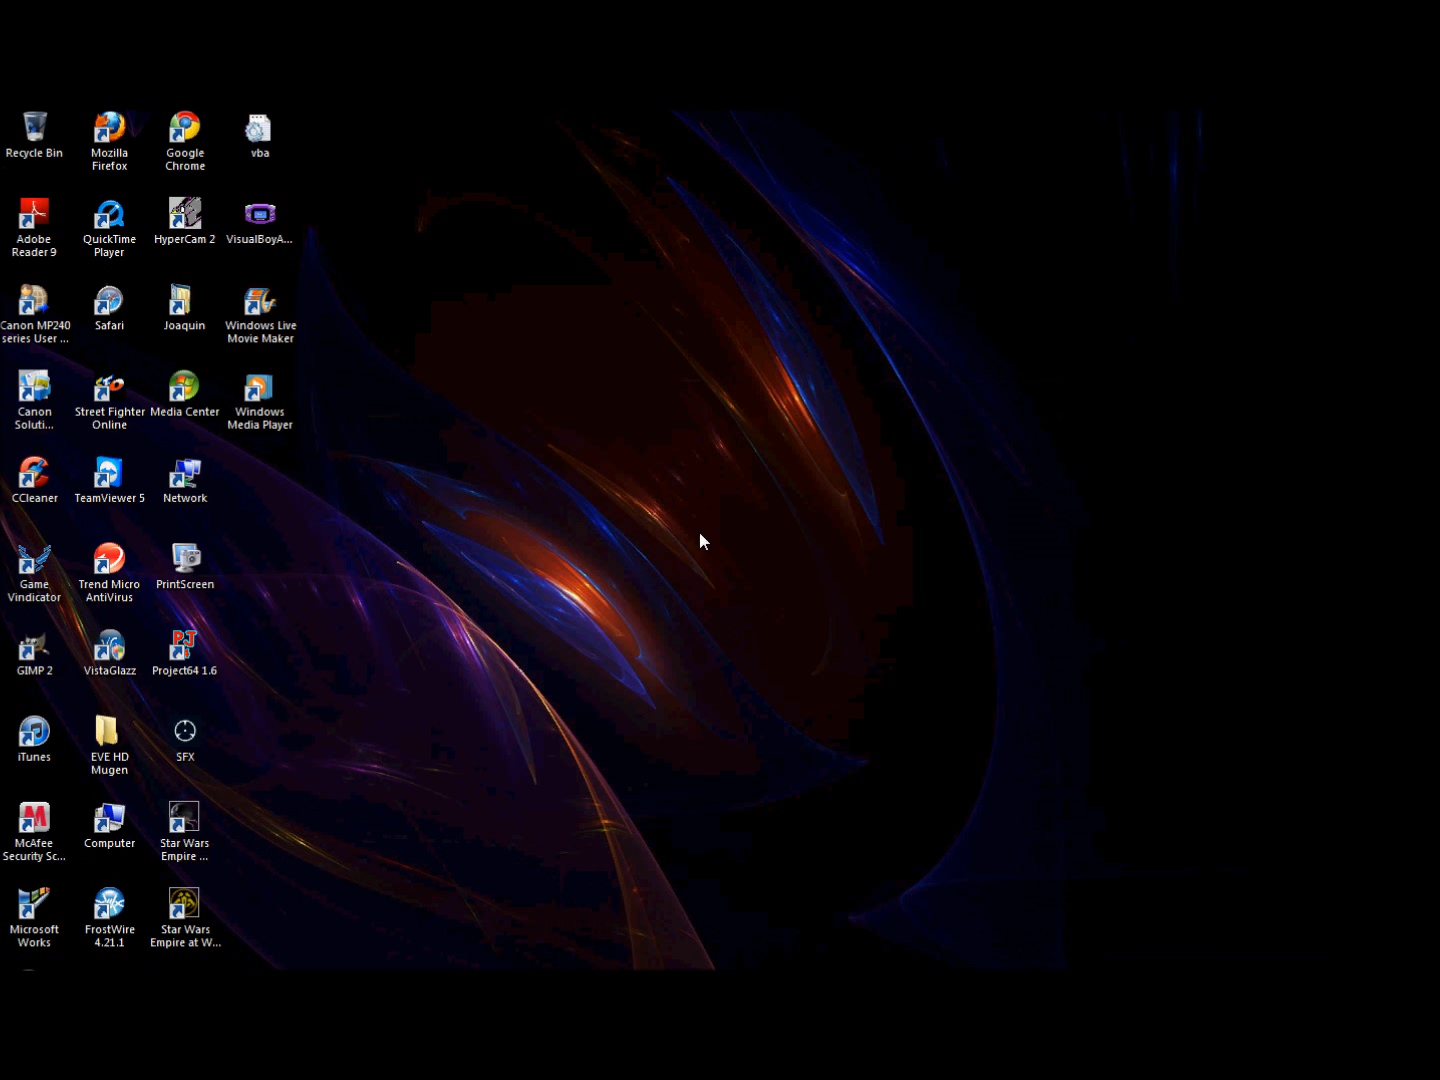 Recycle Bin
Mozilla
Firefox
Google
Chrome
vba
Adobe
Reader 9
QuickTime
Player
HyperCam 2
VisualBoyA...
Canon MP240
series User ...
Safari
Joaquin
Windows Live
Movie Maker
Canon
Soluti...
Street Fighter
Online
Media Center
Windows
Media Player
CCleaner
TeamViewer 5
Network
Game
Vindicator
Trend Micro
AntiVirus
PrintScreen
GIMP 2
VistaGlazz
Project64 1.6
iTunes
EVE HD
Mugen
SFX
McAfee
Security Sc...
Computer
Star Wars
Empire ...
Microsoft
Works
FrostWire
4.21.1
Star Wars
Empire at W...